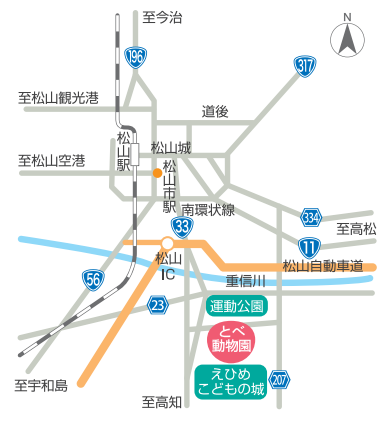 至今治
N
196
317
至松山観光港
道後
松山駅
松山城
至松山空港
松山市駅
南環状線
334
33
至高松
11
松山IC
松山自動車道
56
重信川
23
運動公園
とべ
動物園
えひめ
こどもの城
207
至宇和島
至高知